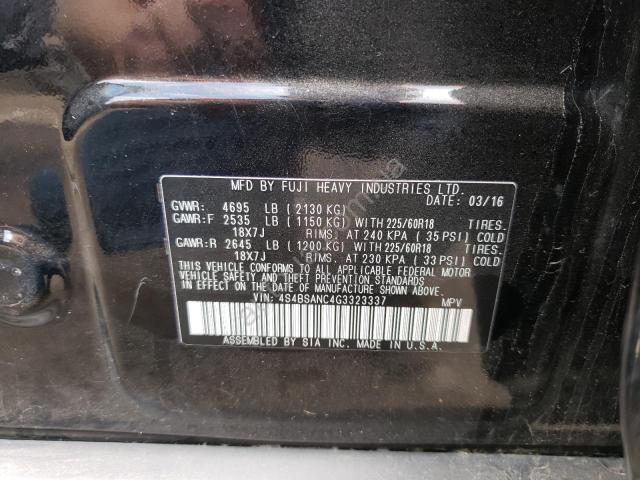 MFD BY FUJI HEAVY INDUSTRIES LTD.
DATE: 03/16
GVWR: 4695 LB ( 2130 KG)
GAWR:F 2535 LB ( 1150 KG) WITH 225/60R18 TIRES.
18X7J RIMS. AT 240 KPA ( 35 PSI) COLD
GAWR:R 2645 LB ( 1200 KG) WITH 225/60R18 TIRES.
18X7J RIMS. AT 230 KPA ( 33 PSI) COLD
THIS VEHICLE CONFORMS TO ALL APPLICABLE FEDERAL MOTOR
VEHICLE SAFETY AND THEFT PREVENTION STANDARDS
IN EFFECT ON THE DATE OF MANUFACTURE SHOWN ABOVE.
VIN: 4S4BSANC4G3323337 MPV
ASSEMBLED BY SIA INC. MADE IN U.S.A.